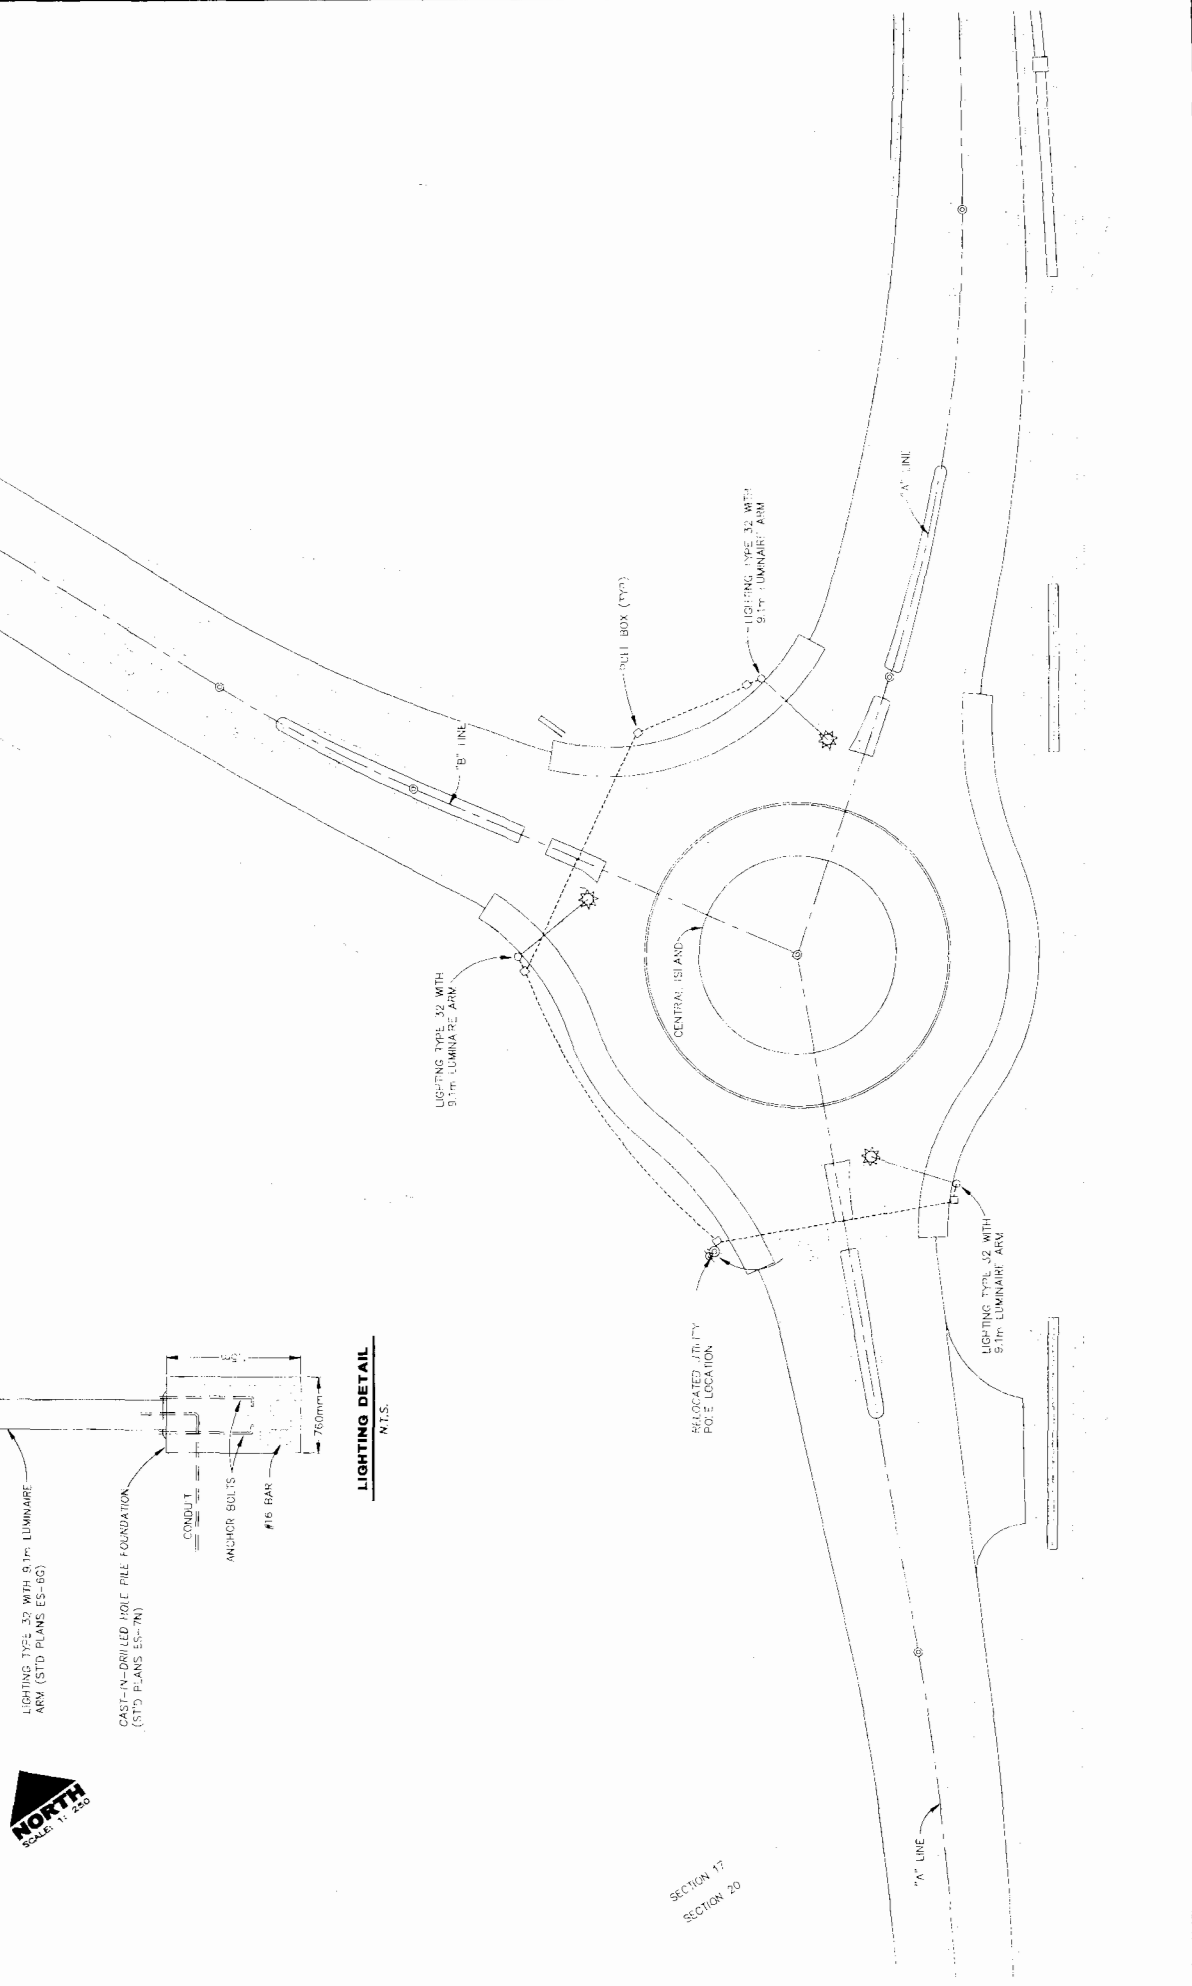 LIGHTING TYPE 32 WITH 9.1m LUMINAIRE
ARM (ST'D PLANS ES-6G)
CAST-IN-DRILLED HOLE PILE FOUNDATION
(ST'D PLANS ES-7N)
CONDUIT
ANCHOR BOLTS
#16 BAR
760mm
LIGHTING DETAIL
N.T.S.
NORTH
SCALE: 1: 250
"B" LINE
LIGHTING TYPE 32 WITH
9.1m LUMINAIRE ARM
PULL BOX (TYP)
LIGHTING TYPE 32 WITH
9.1m LUMINAIRE ARM
"A" LINE
CENTRAL ISLAND
RELOCATED UTILITY
POLE LOCATION
LIGHTING TYPE 32 WITH
9.1m LUMINAIRE ARM
"A" LINE
SECTION 17
SECTION 20